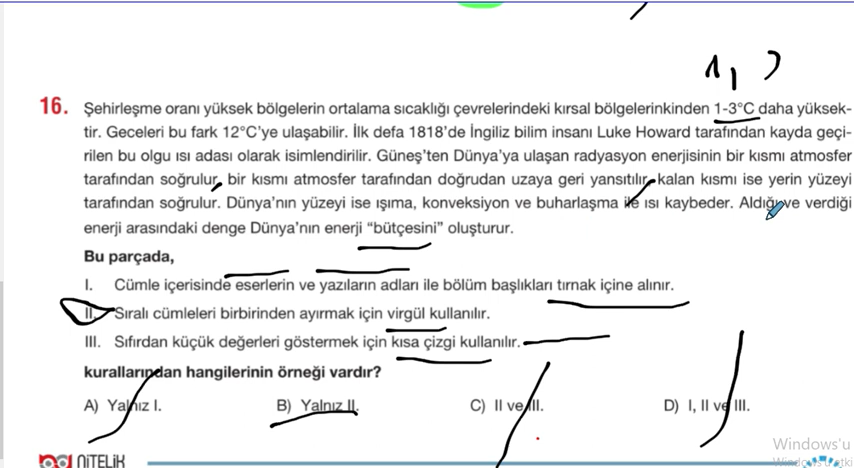 1, 3
16. Şehirleşme oranı yüksek bölgelerin ortalama sıcaklığı çevrelerindeki kırsal bölgelerinkinden 1-3°C daha yüksek-
tir. Geceleri bu fark 12°C'ye ulaşabilir. İlk defa 1818'de İngiliz bilim insanı Luke Howard tarafından kayda geçi-
rilen bu olgu ısı adası olarak isimlendirilir. Güneş'ten Dünya'ya ulaşan radyasyon enerjisinin bir kısmı atmosfer
tarafından soğrulur, bir kısmı atmosfer tarafından doğrudan uzaya geri yansıtılır, kalan kısmı ise yerin yüzeyi
tarafından soğrulur. Dünya'nın yüzeyi ise ışıma, konveksiyon ve buharlaşma ile ısı kaybeder. Aldığı ve verdiği
enerji arasındaki denge Dünya'nın enerji “bütçesini” oluşturur.
Bu parçada,
I. Cümle içerisinde eserlerin ve yazıların adları ile bölüm başlıkları tırnak içine alınır.
II. Sıralı cümleleri birbirinden ayırmak için virgül kullanılır.
III. Sıfırdan küçük değerleri göstermek için kısa çizgi kullanılır.
kurallarından hangilerinin örneği vardır?
A) Yalnız I. B) Yalnız II. C) II ve III. D) I, II ve III.
NİTELİK
Windows'u